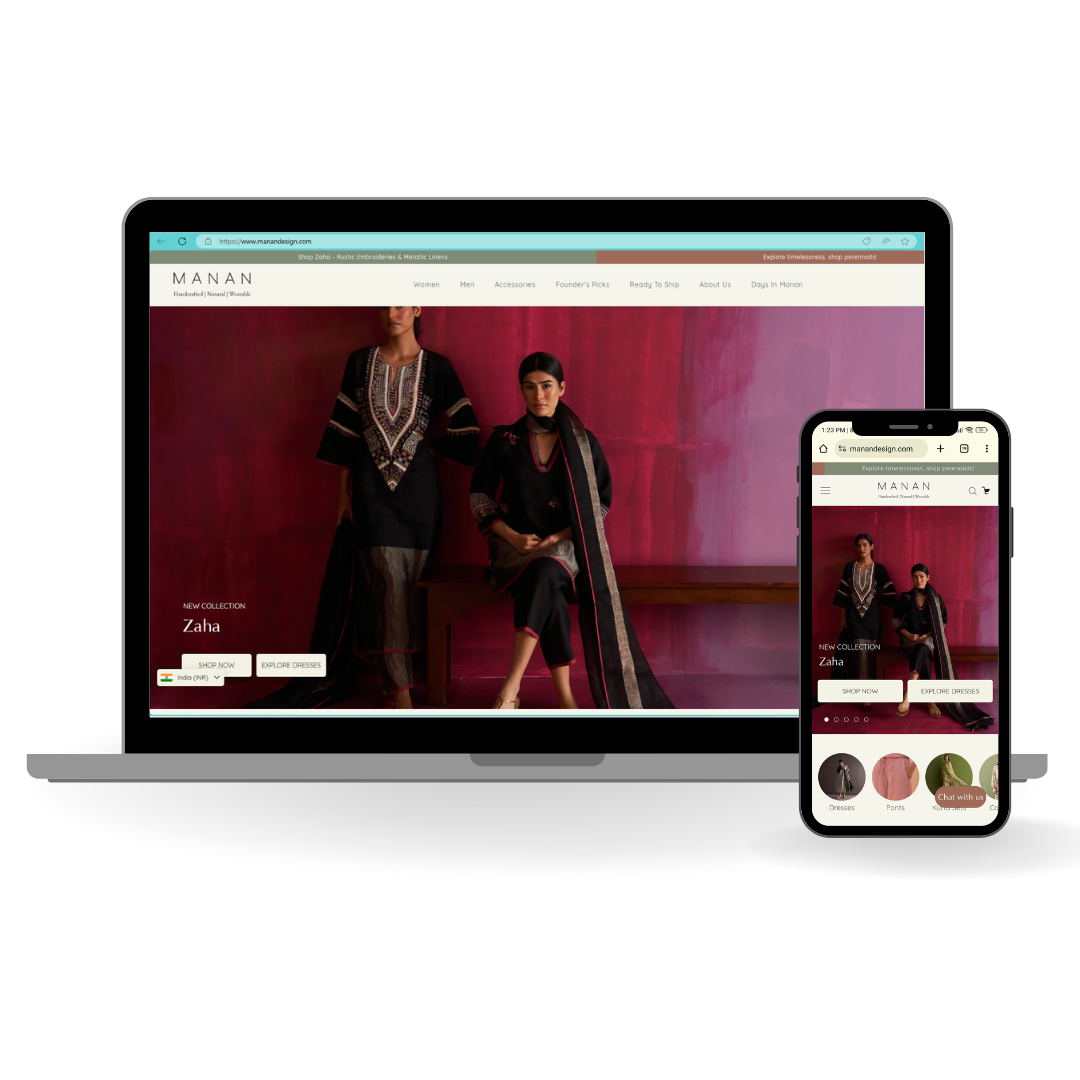 https://www.manandesign.com
Shop Zaha - Rustic Embroideries & Metallic Linens
Explore timelessness, shop perennials!
MANAN
Handcrafted | Natural | Wearable
Women Men Accessories Founder's Picks Ready To Ship About Us Days In Manan
NEW COLLECTION
Zaha
SHOP NOW EXPLORE DRESSES
India (INR)
1:23 PM
manandesign.com
Explore timelessness, shop perennials!
MANAN
Handcrafted | Natural | Wearable
NEW COLLECTION
Zaha
SHOP NOW EXPLORE DRESSES
Chat with us
Dresses Pants